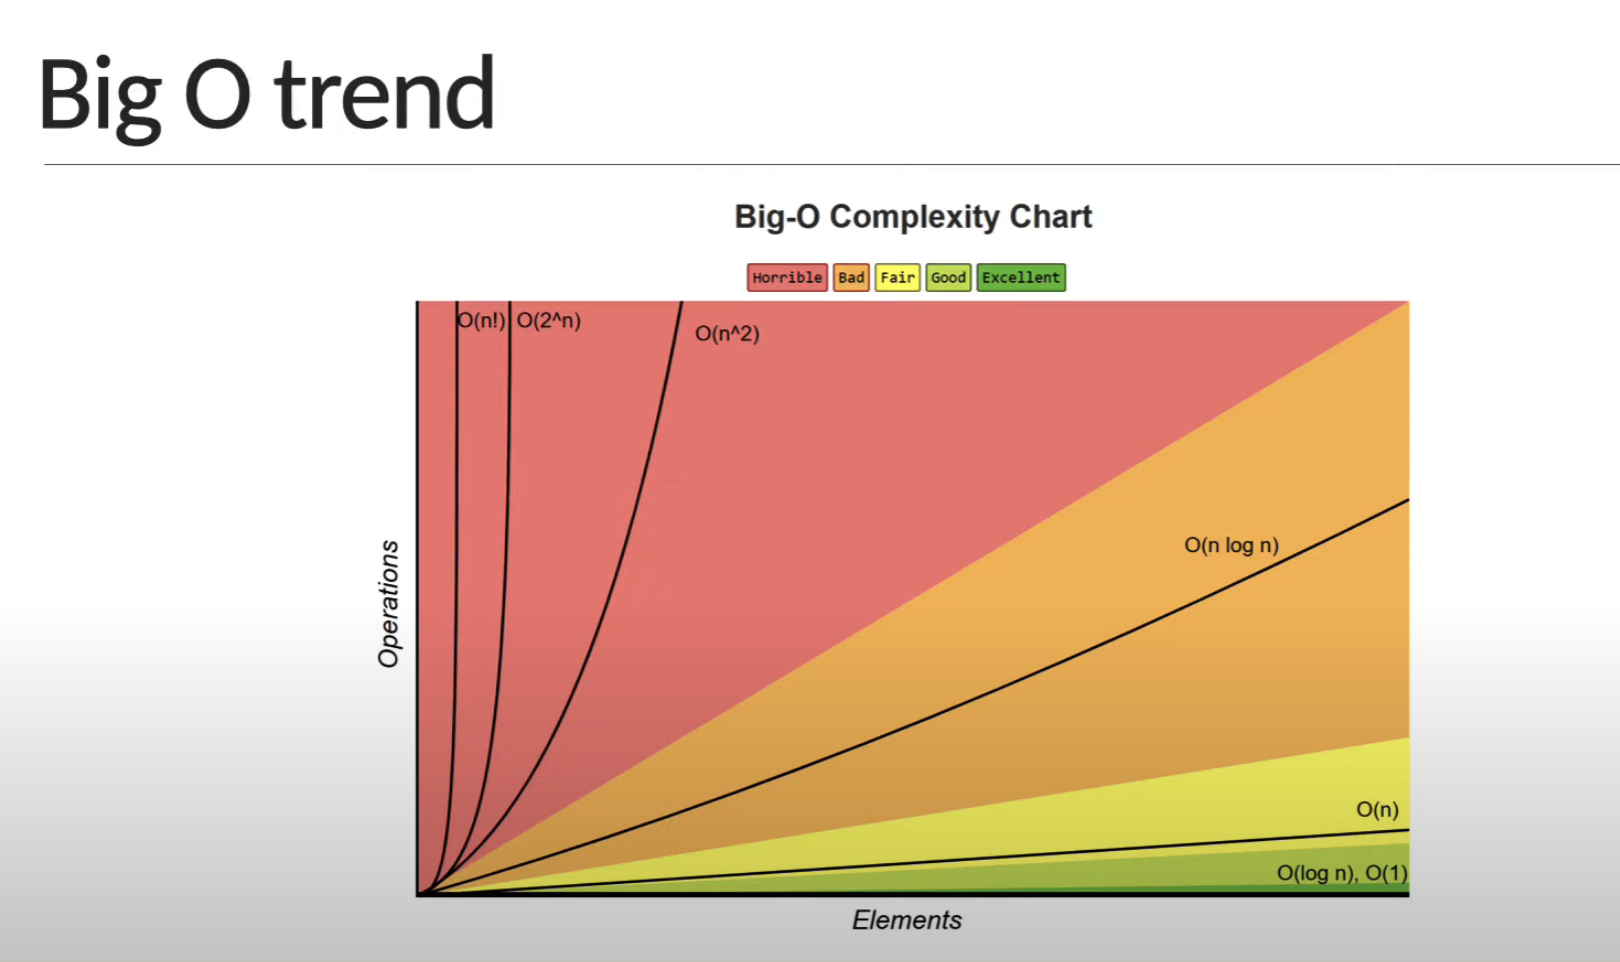 Big O trend
Big-O Complexity Chart
Horrible Bad Fair Good Excellent
O(n!) O(2^n)
O(n^2)
O(n log n)
Operations
O(n)
O(log n), O(1)
Elements